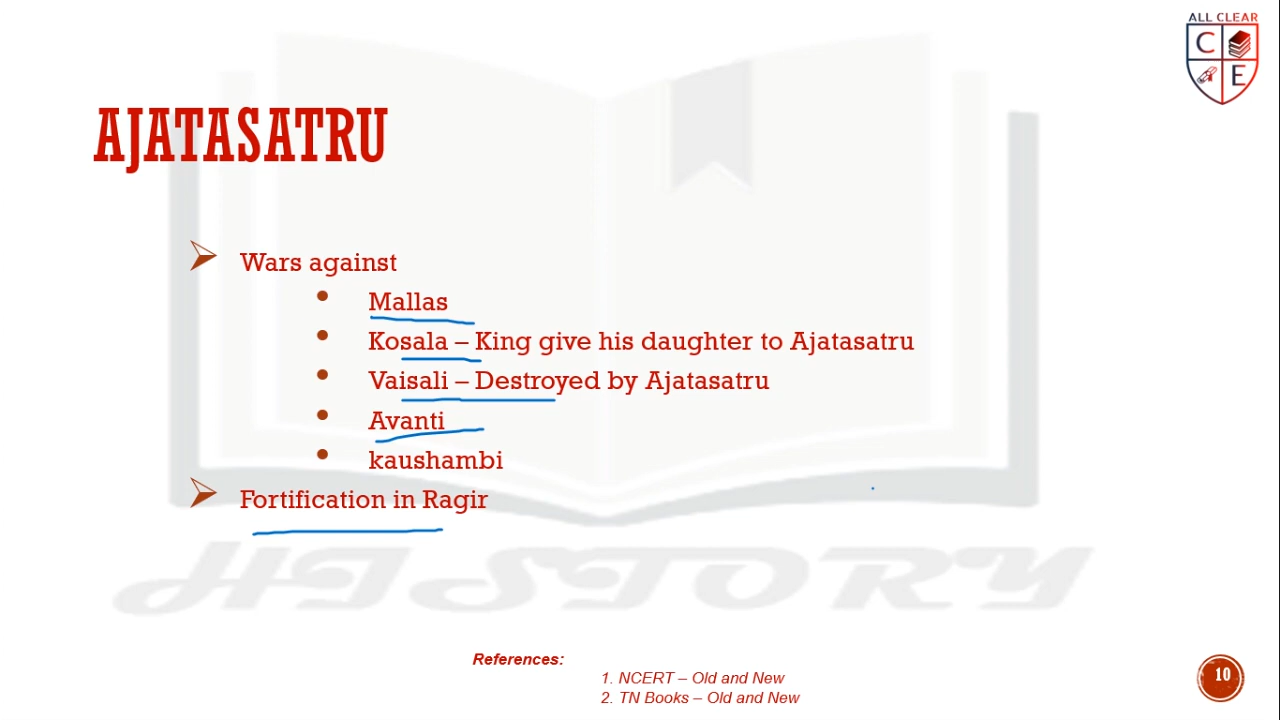 ALL CLEAR
C
E
AJATASATRU
Wars against
Mallas
Kosala – King give his daughter to Ajatasatru
Vaisali – Destroyed by Ajatasatru
Avanti
kaushambi
Fortification in Ragir
HISTORY
References:
1. NCERT – Old and New
2. TN Books – Old and New
10